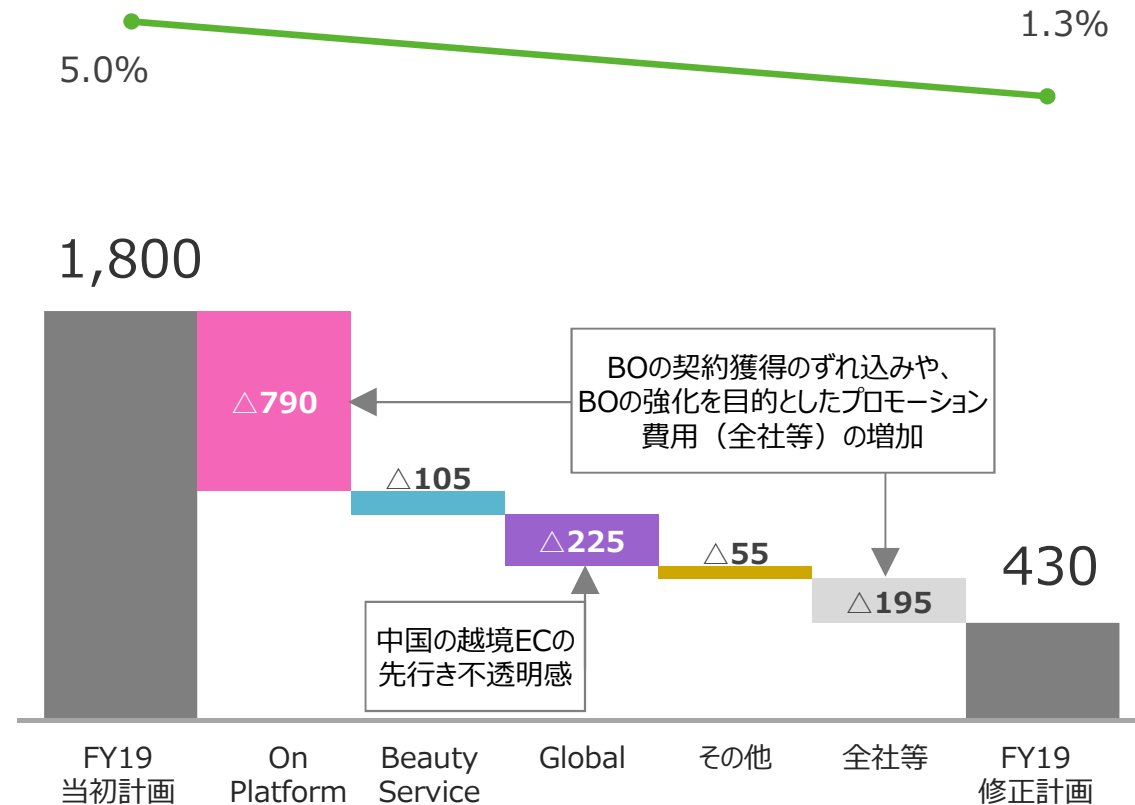 1.3%
5.0%
1,800
BOの契約獲得のずれ込みや、
BOの強化を目的としたプロモーション
費用（全社等）の増加
△790
△105
△225
△55
430
△195
中国の越境ECの
先行き不透明感
FY19
当初計画
On
Platform
Beauty
Service
Global
その他
全社等
FY19
修正計画